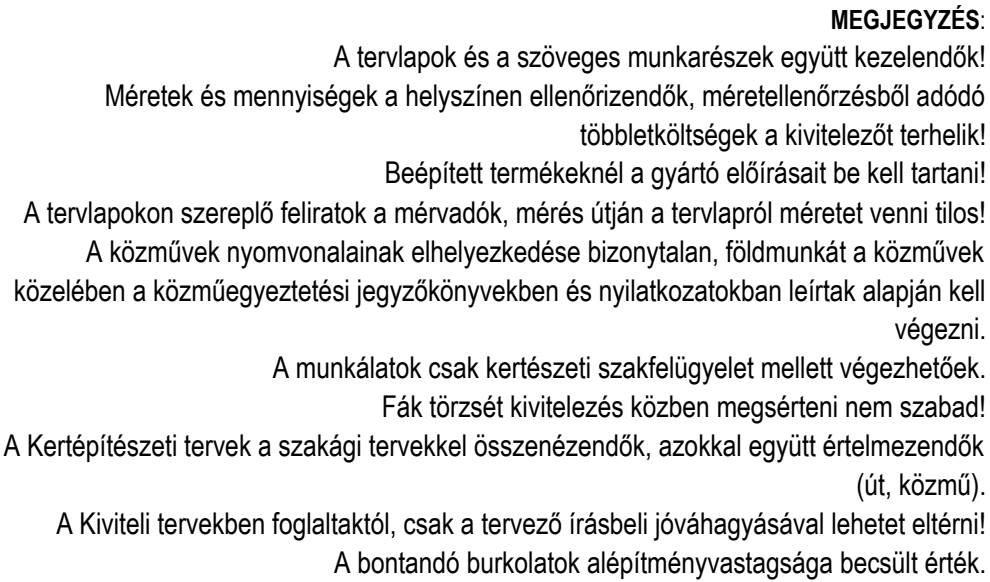 MEGJEGYZÉS:
A tervlapok és a szöveges munkarészek együtt kezelendők!
Méretek és mennyiségek a helyszínen ellenőrizendők, méretellenőrzésből adódó
többletköltségek a kivitelezőt terhelik!
Beépített termékeknél a gyártó előírásait be kell tartani!
A tervlapokon szereplő feliratok a mérvadók, mérés útján a tervlapról méretet venni tilos!
A közművek nyomvonalainak elhelyezkedése bizonytalan, földmunkát a közművek
közelében a közműegyeztetési jegyzőkönyvekben és nyilatkozatokban leírtak alapján kell
végezni.
A munkálatok csak kertészeti szakfelügyelet mellett végezhetőek.
Fák törzsét kivitelezés közben megsérteni nem szabad!
A Kertépítészeti tervek a szakági tervekkel összenézendők, azokkal együtt értelmezendők
(út, közmű).
A Kiviteli tervekben foglaltaktól, csak a tervező írásbeli jóváhagyásával lehetet eltérni!
A bontandó burkolatok alépítményvastagsága becsült érték.